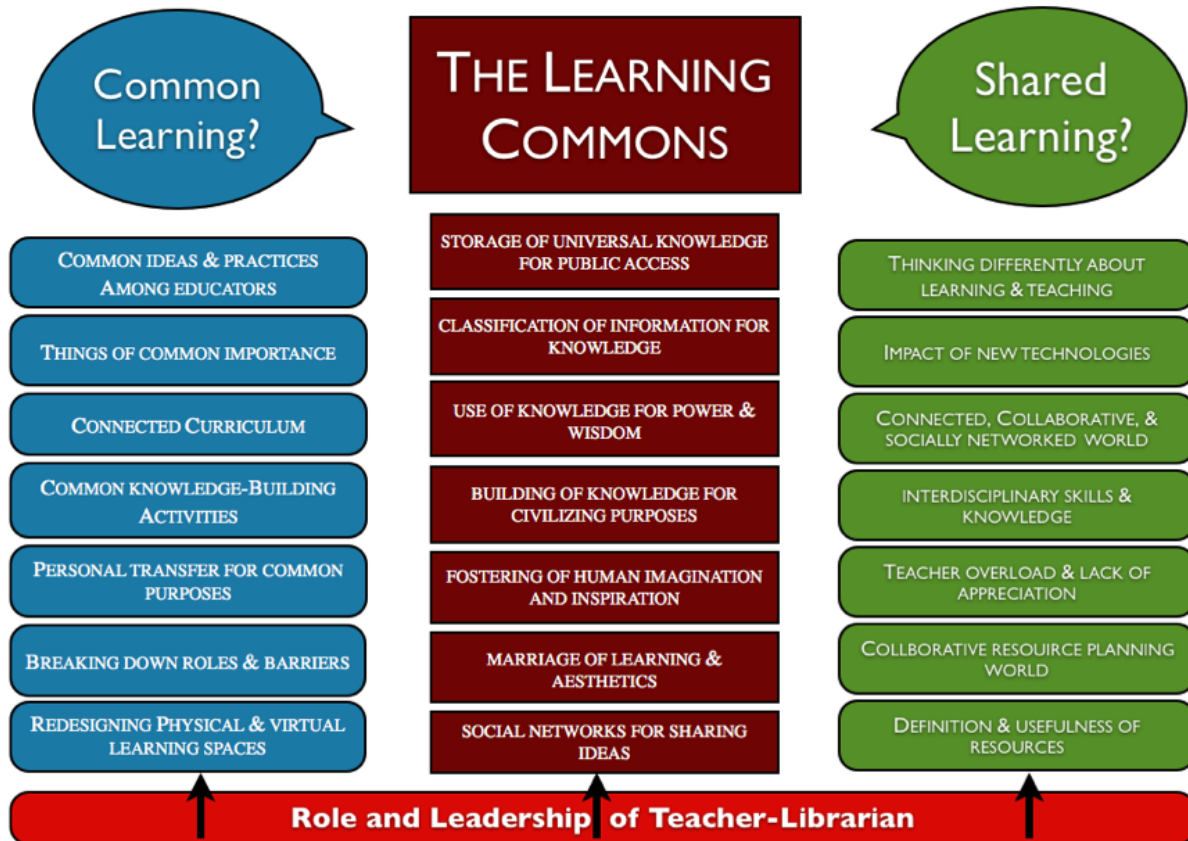 Common
Learning?
COMMON IDEAS & PRACTICES
AMONG EDUCATORS
THINGS OF COMMON IMPORTANCE
CONNECTED CURRICULUM
COMMON KNOWLEDGE-BUILDING
ACTIVITIES
PERSONAL TRANSFER FOR COMMON
PURPOSES
BREAKING DOWN ROLES & BARRIERS
REDESIGNING PHYSICAL & VIRTUAL
LEARNING SPACES
THE LEARNING
COMMONS
STORAGE OF UNIVERSAL KNOWLEDGE
FOR PUBLIC ACCESS
CLASSIFICATION OF INFORMATION FOR
KNOWLEDGE
USE OF KNOWLEDGE FOR POWER &
WISDOM
BUILDING OF KNOWLEDGE FOR
CIVILIZING PURPOSES
FOSTERING OF HUMAN IMAGINATION
AND INSPIRATION
MARRIAGE OF LEARNING &
AESTHETICS
SOCIAL NETWORKS FOR SHARING
IDEAS
Shared
Learning?
THINKING DIFFERENTLY ABOUT
LEARNING & TEACHING
IMPACT OF NEW TECHNOLOGIES
CONNECTED, COLLABORATIVE, &
SOCIALLY NETWORKED WORLD
INTERDISCIPLINARY SKILLS &
KNOWLEDGE
TEACHER OVERLOAD & LACK OF
APPRECIATION
COLLBORATIVE RESOIURCE PLANNING
WORLD
DEFINITION & USEFULNESS OF
RESOURCES
Role and Leadership of Teacher-Librarian